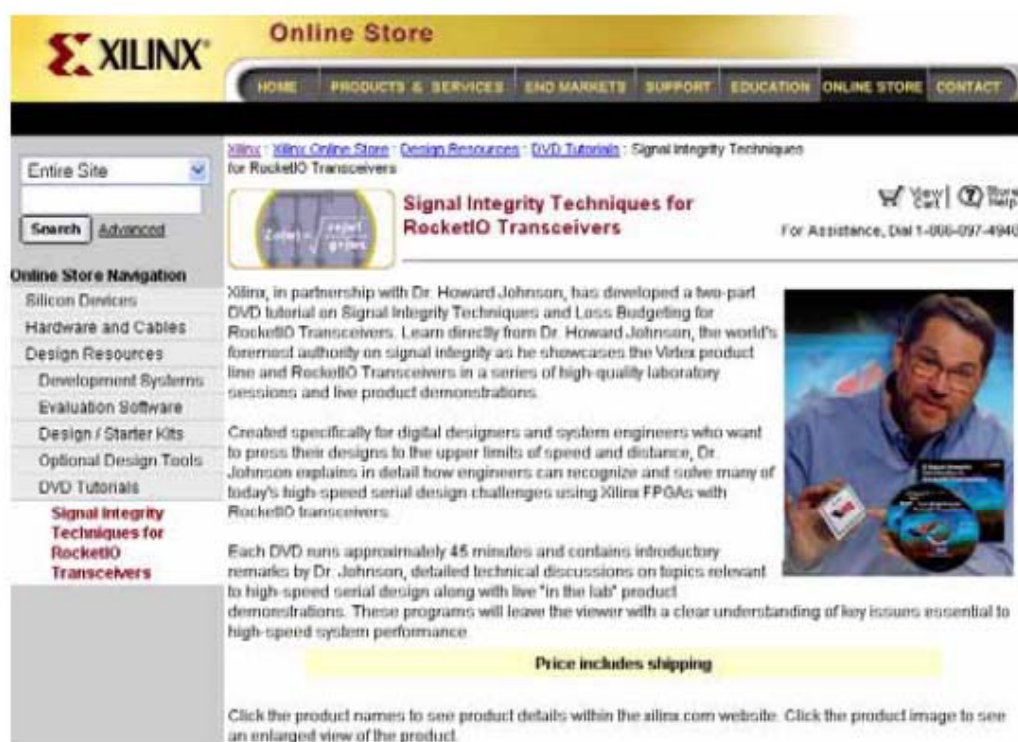 XILINX
Online Store
HOME PRODUCTS & SERVICES END MARKETS SUPPORT EDUCATION ONLINE STORE CONTACT
Entire Site
Search Advanced
Online Store Navigation
Silicon Devices
Hardware and Cables
Design Resources
Development Systems
Evaluation Software
Design / Starter Kits
Optional Design Tools
DVD Tutorials
Signal Integrity
Techniques for
RocketIO
Transceivers
Xilinx : Xilinx Online Store : Design Resources : DVD Tutorials : Signal Integrity Techniques
for RocketIO Transceivers
Signal Integrity Techniques for
RocketIO Transceivers
View
Cart
Store
Help
For Assistance, Dial
Xilinx, in partnership with Dr. Howard Johnson, has developed a two-part
DVD tutorial on Signal Integrity Techniques and Loss Budgeting for
RocketIO Transceivers. Learn directly from Dr. Howard Johnson, the world's
foremost authority on signal integrity as he showcases the Virtex product
line and RocketIO Transceivers in a series of high-quality laboratory
sessions and live product demonstrations.
Created specifically for digital designers and system engineers who want
to press their designs to the upper limits of speed and distance, Dr.
Johnson explains in detail how engineers can recognize and solve many of
today's high-speed serial design challenges using Xilinx FPGAs with
RocketIO transceivers.
Each DVD runs approximately 45 minutes and contains introductory
remarks by Dr. Johnson, detailed technical discussions on topics relevant
to high-speed serial design along with live "in the lab" product
demonstrations. These programs will leave the viewer with a clear understanding of key issues essential to
high-speed system performance.
Price includes shipping
Click the product names to see product details within the xilinx.com website. Click the product image to see
an enlarged view of the product.